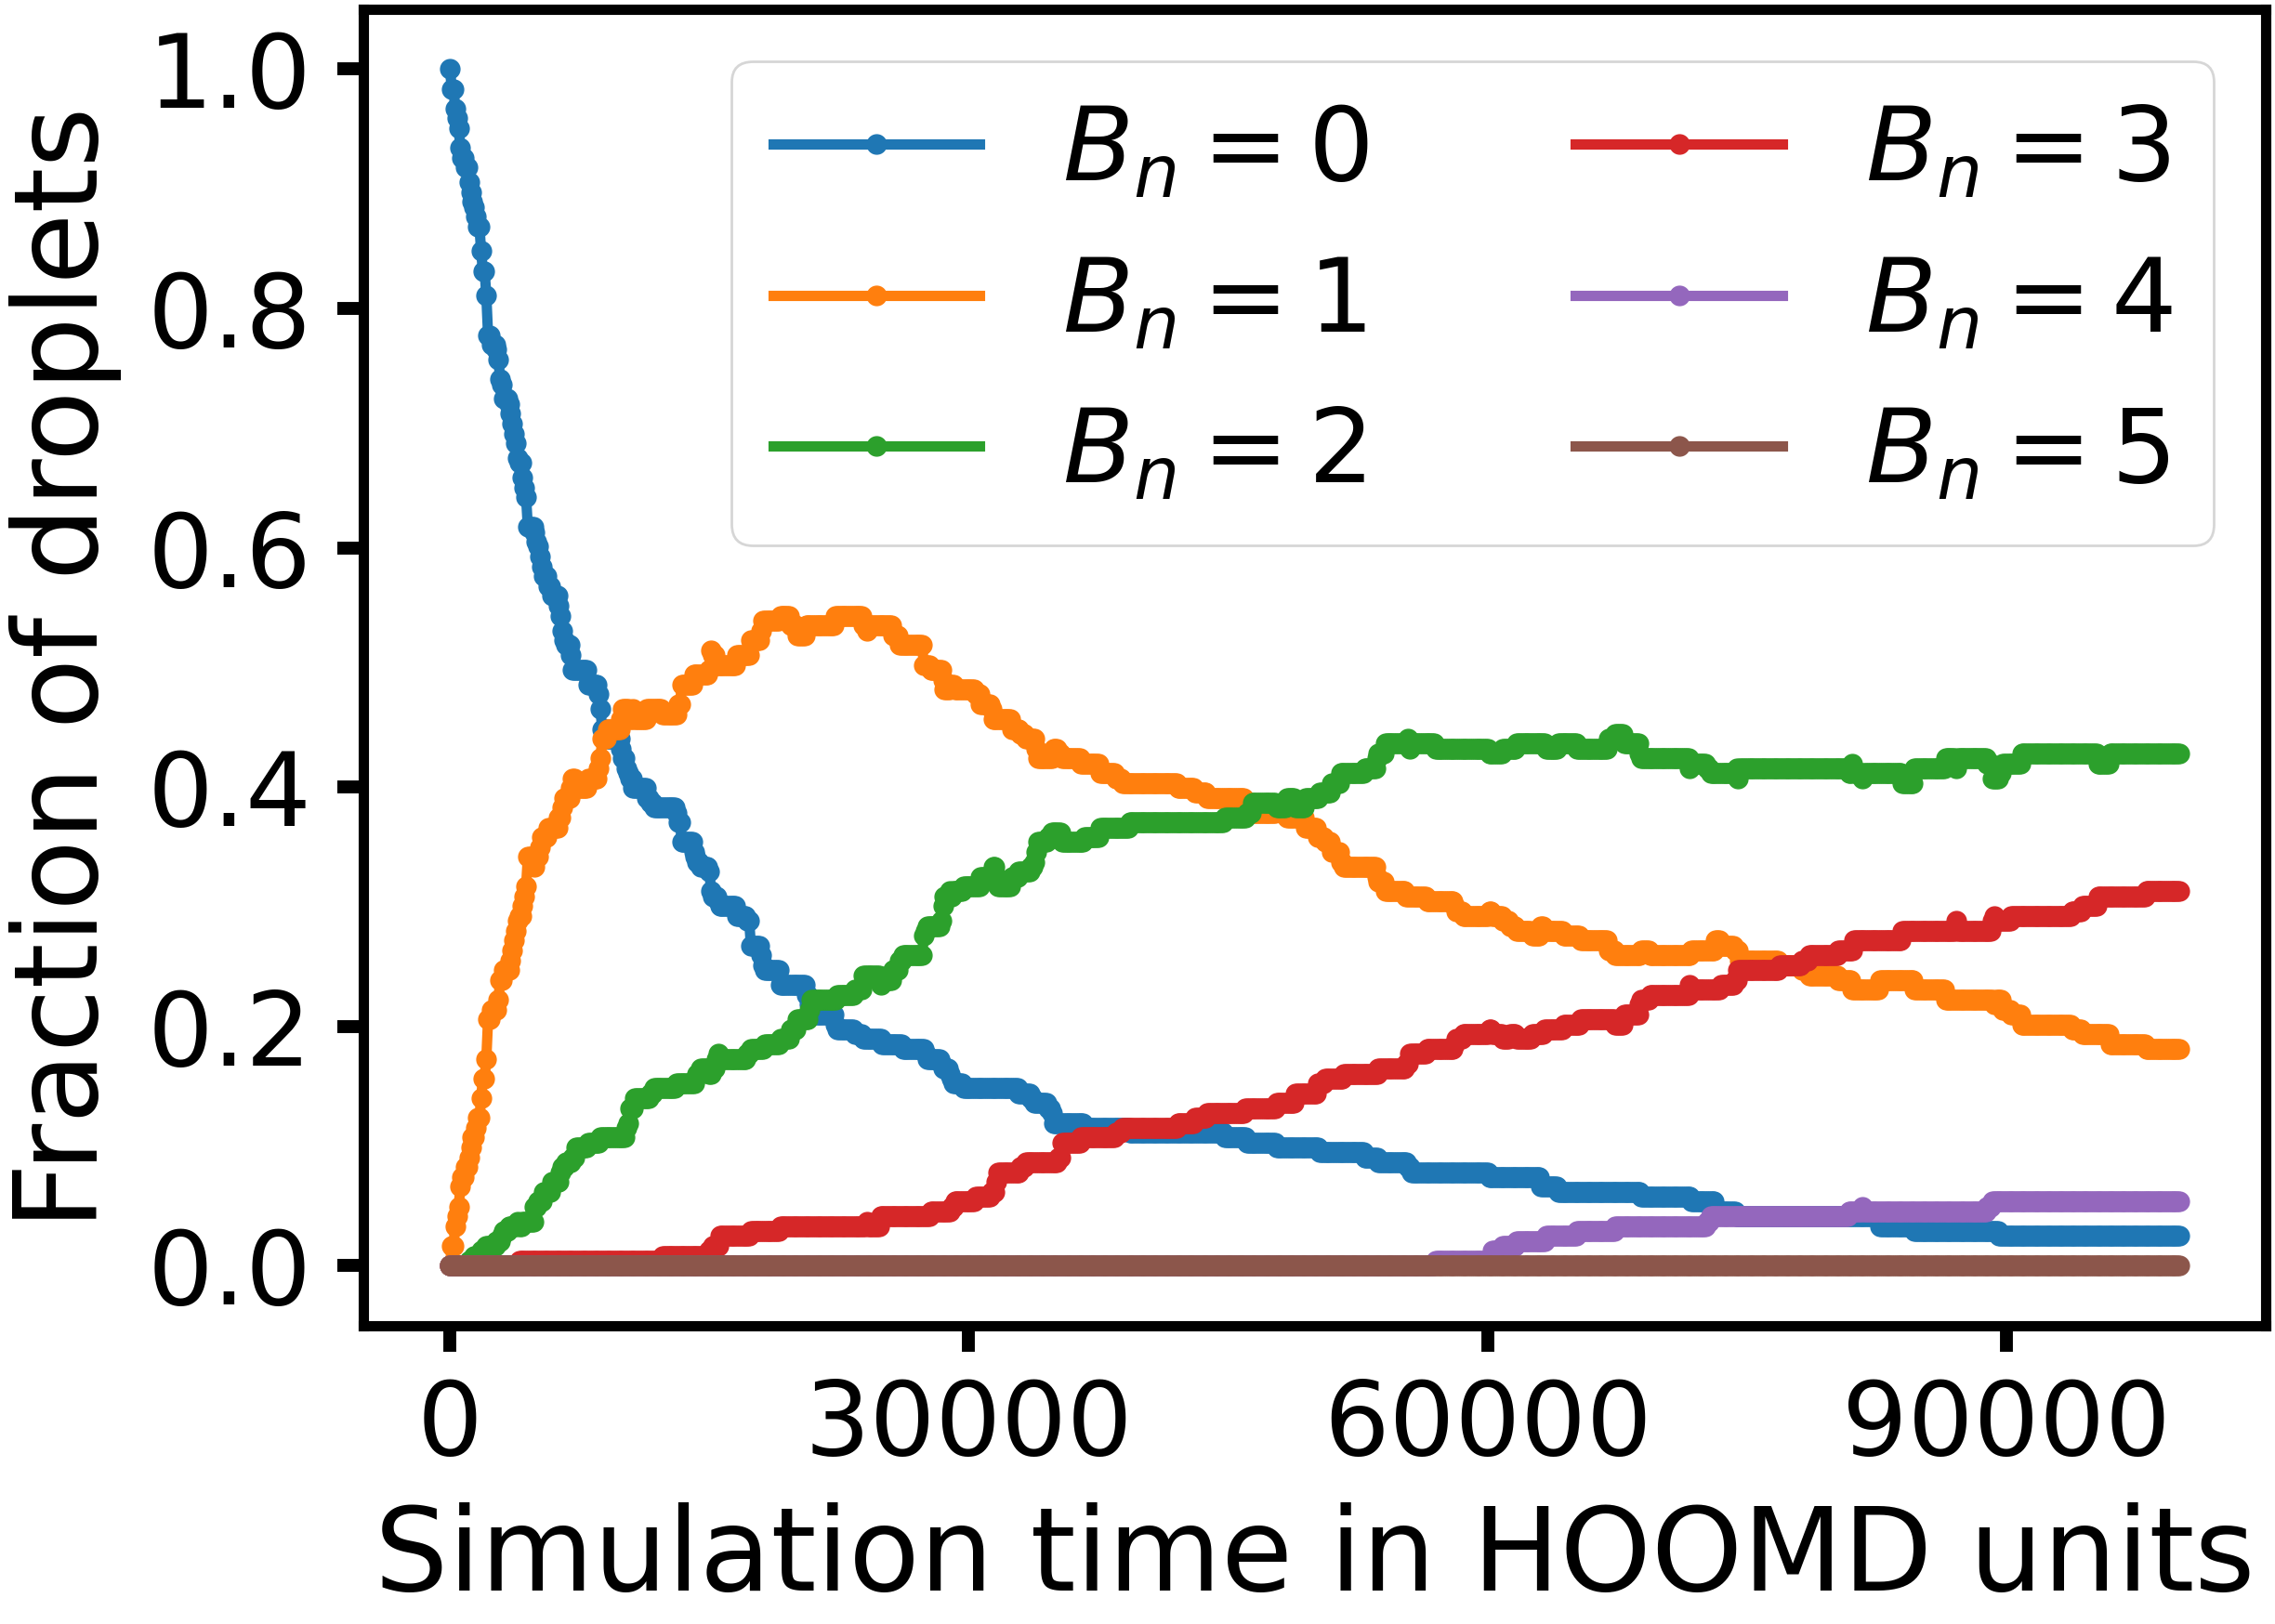 Fraction of droplets
1.0
0.8
0.6
0.4
0.2
0.0
B_n = 0
B_n = 1
B_n = 2
B_n = 3
B_n = 4
B_n = 5
0 30000 60000 90000
Simulation time in HOOMD units